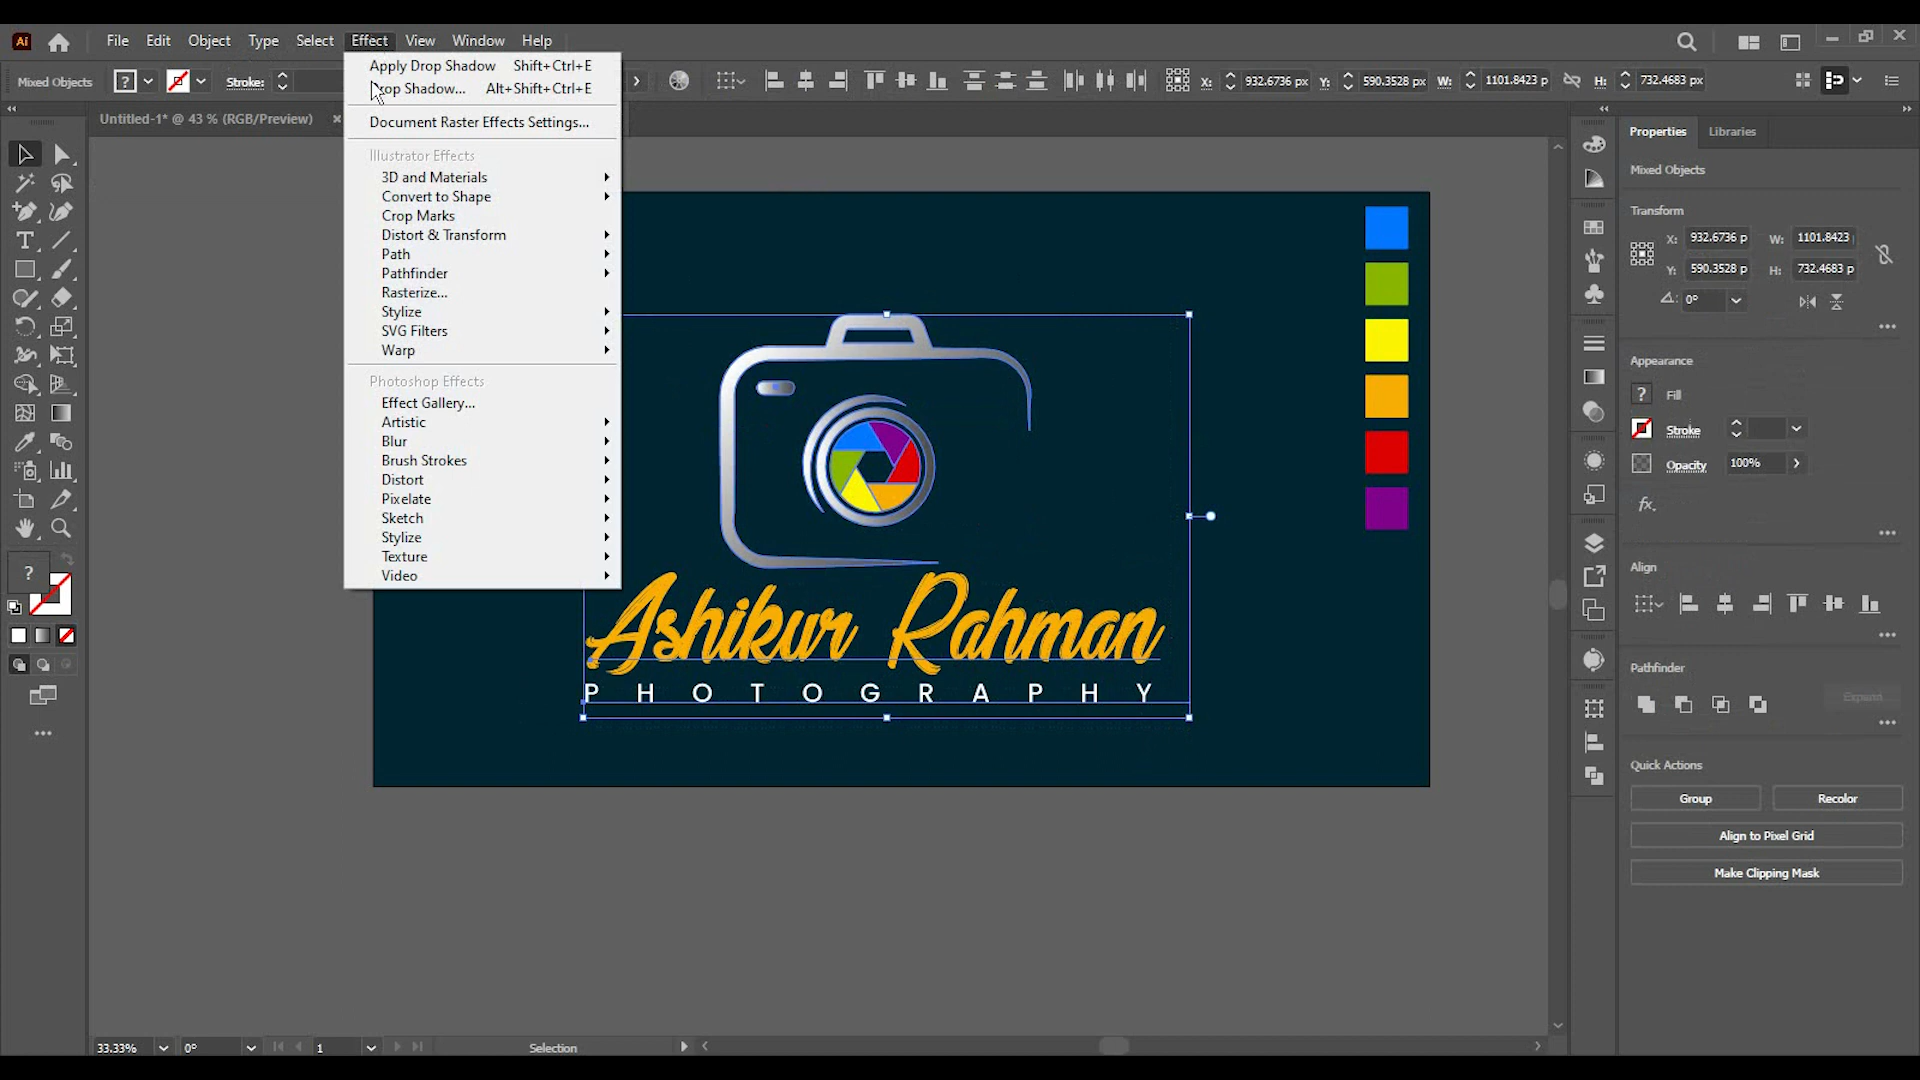 Ai File Edit Object Type Select Effect View Window Help
Mixed Objects ? Stroke: X: 932.6736 px Y: 590.3528 px W: 1101.8423 p H: 732.4683 px
Untitled-1* @ 43 % (RGB/Preview) ×
Apply Drop Shadow Shift+Ctrl+E
Drop Shadow... Alt+Shift+Ctrl+E
Document Raster Effects Settings...
Illustrator Effects
3D and Materials
Convert to Shape
Crop Marks
Distort & Transform
Path
Pathfinder
Rasterize...
Stylize
SVG Filters
Warp
Photoshop Effects
Effect Gallery...
Artistic
Blur
Brush Strokes
Distort
Pixelate
Sketch
Stylize
Texture
Video
Ashikur Rahman
PHOTOGRAPHY
Properties Libraries
Mixed Objects
Transform
X: 932.6736 p W: 1101.8423
Y: 590.3528 p H: 732.4683 p
0°
Appearance
? Fill
Stroke
Opacity 100%
fx.
Align
Pathfinder
Expand
Quick Actions
Group Recolor
Align to Pixel Grid
Make Clipping Mask
?
33.33% 0° 1 Selection